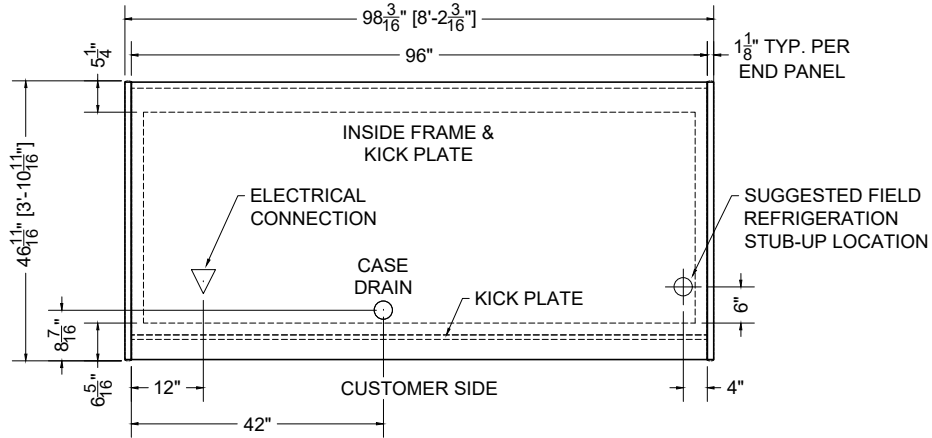 98 3/16" [8'-2 3/16"]
96"
1 1/8" TYP. PER
END PANEL
5 1/4"
46 11/16" [3'-10 11/16"]
INSIDE FRAME &
KICK PLATE
ELECTRICAL
CONNECTION
SUGGESTED FIELD
REFRIGERATION
STUB-UP LOCATION
CASE
DRAIN
KICK PLATE
6"
8 7/16"
6 5/16"
12"
CUSTOMER SIDE
4"
42"